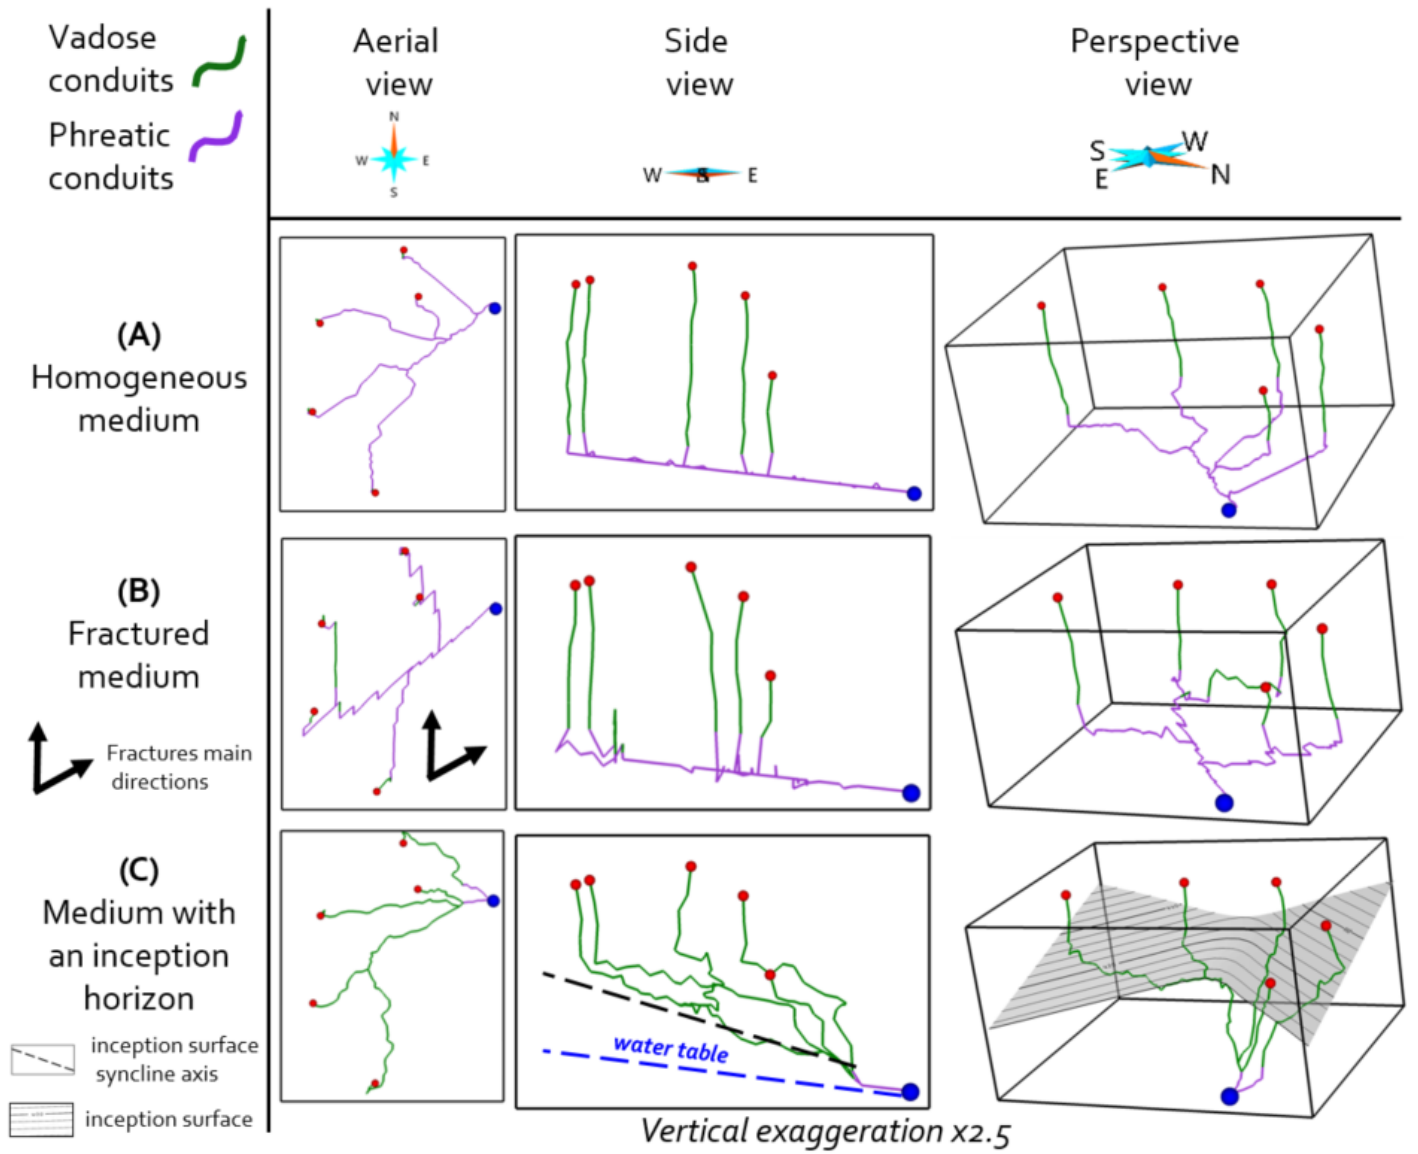 Vadose
conduits
Phreatic
conduits
Aerial
view
N
W E
S
Side
view
W S E
Perspective
view
S W
E N
(A)
Homogeneous
medium
(B)
Fractured
medium
Fractures main
directions
(C)
Medium with
an inception
horizon
inception surface
syncline axis
inception surface
water table
Vertical exaggeration x2.5